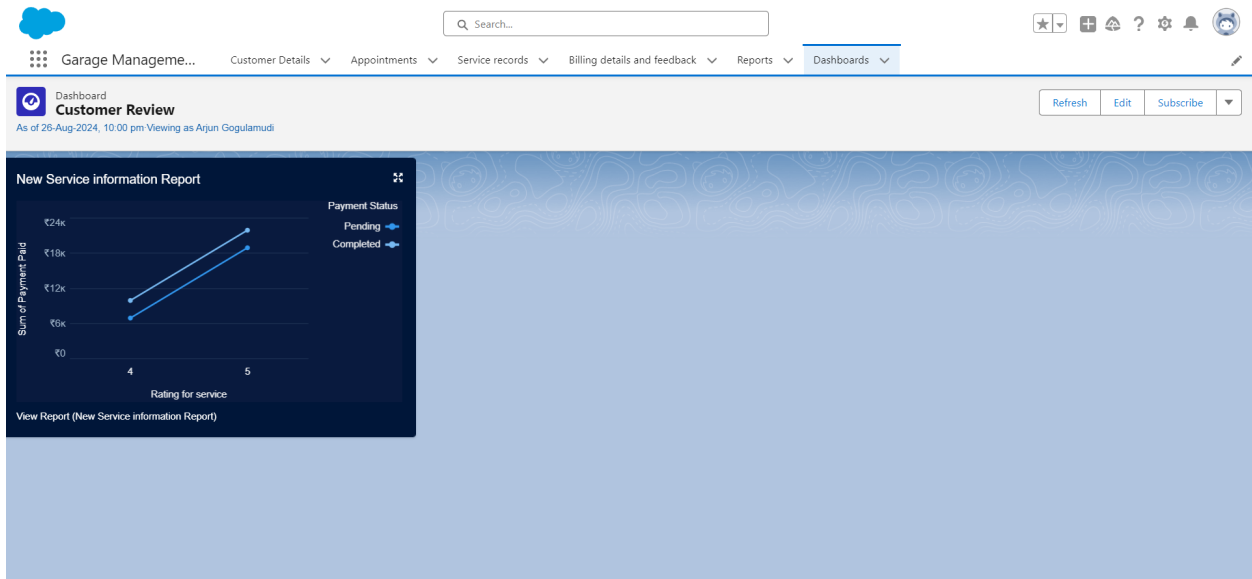 Search...
Garage Manageme...
Customer Details
Appointments
Service records
Billing details and feedback
Reports
Dashboards
Dashboard
Customer Review
As of 26-Aug-2024, 10:00 pm·Viewing as Arjun Gogulamudi
Refresh
Edit
Subscribe
New Service information Report
Payment Status
Pending
Completed
Sum of Payment Paid
₹24K
₹18K
₹12K
₹6K
₹0
4 5
Rating for service
View Report (New Service information Report)